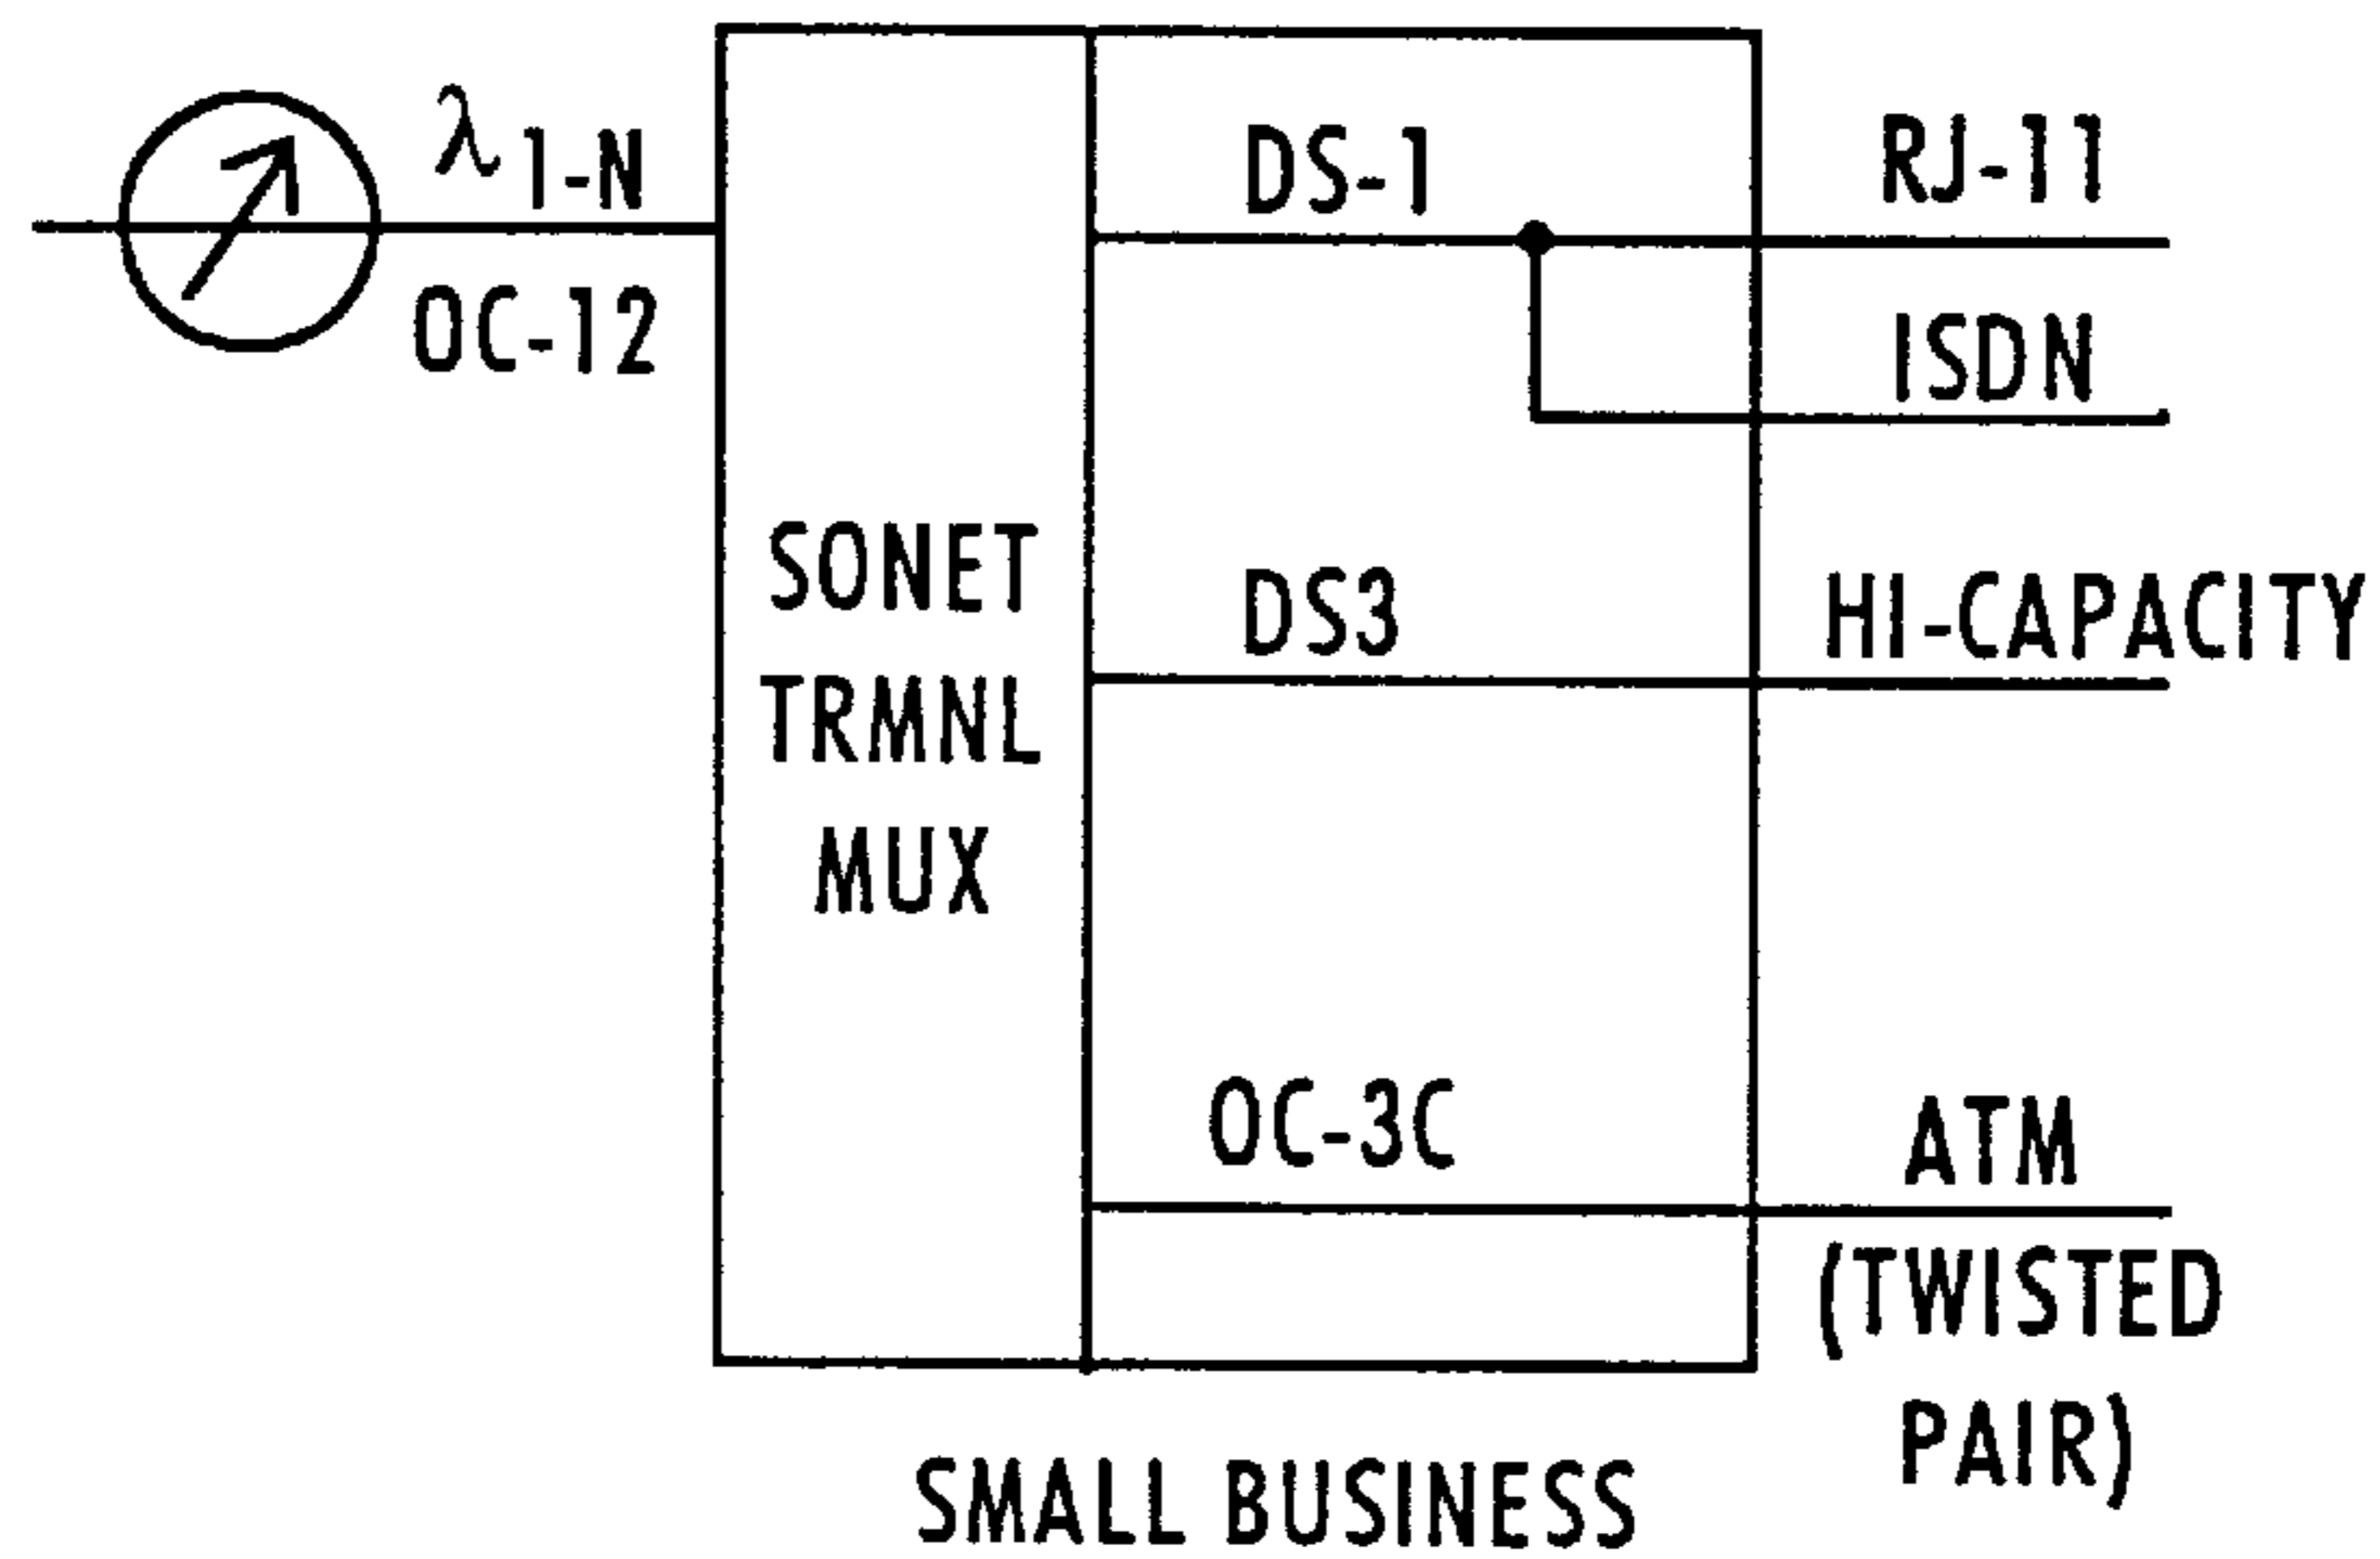 λ1-N
OC-12
SONET
TRMNL
MUX
DS-1
RJ-11
ISDN
DS3
HI-CAPACITY
OC-3C
ATM
(TWISTED
PAIR)
SMALL BUSINESS